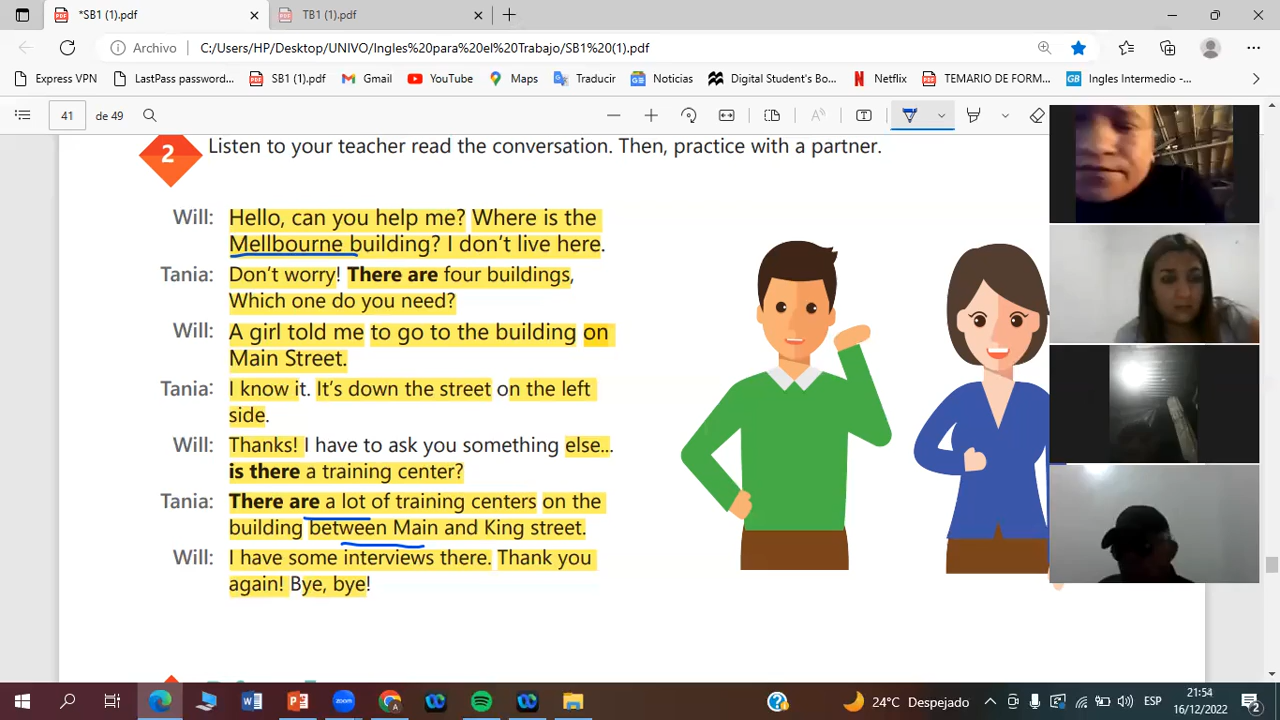 *SB1 (1).pdf
TB1 (1).pdf
Archivo
C:/Users/HP/Desktop/UNIVO/Ingles%20para%20el%20Trabajo/SB1%20(1).pdf
Express VPN
LastPass password...
SB1 (1).pdf
Gmail
YouTube
Maps
Traducir
Noticias
Digital Student's Bo...
Netflix
TEMARIO DE FORM...
GB
Ingles Intermedio -...
41
de 49
2
Listen to your teacher read the conversation. Then, practice with a partner.
Will: Hello, can you help me? Where is the
Mellbourne building? I don't live here.
Tania: Don't worry! There are four buildings,
Which one do you need?
Will: A girl told me to go to the building on
Main Street.
Tania: I know it. It's down the street on the left
side.
Will: Thanks! I have to ask you something else...
is there a training center?
Tania: There are a lot of training centers on the
building between Main and King street.
Will: I have some interviews there. Thank you
again! Bye, bye!
zoom
24°C Despejado
ESP
21:54
16/12/2022
2